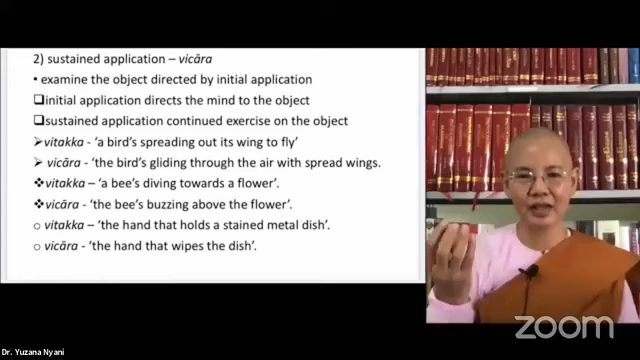 2) sustained application – vicāra
• examine the object directed by initial application
❑initial application directs the mind to the object
❑sustained application continued exercise on the object
➢vitakka - ‘a bird’s spreading out its wing to fly’
➢ vicāra - ‘the bird’s gliding through the air with spread wings.
❖vitakka – ‘a bee’s diving towards a flower’.
❖vicāra - ‘the bee’s buzzing above the flower’.
o vitakka – ‘the hand that holds a stained metal dish’.
o vicāra - ‘the hand that wipes the dish’.
zoom
Dr. Yuzana Nyani